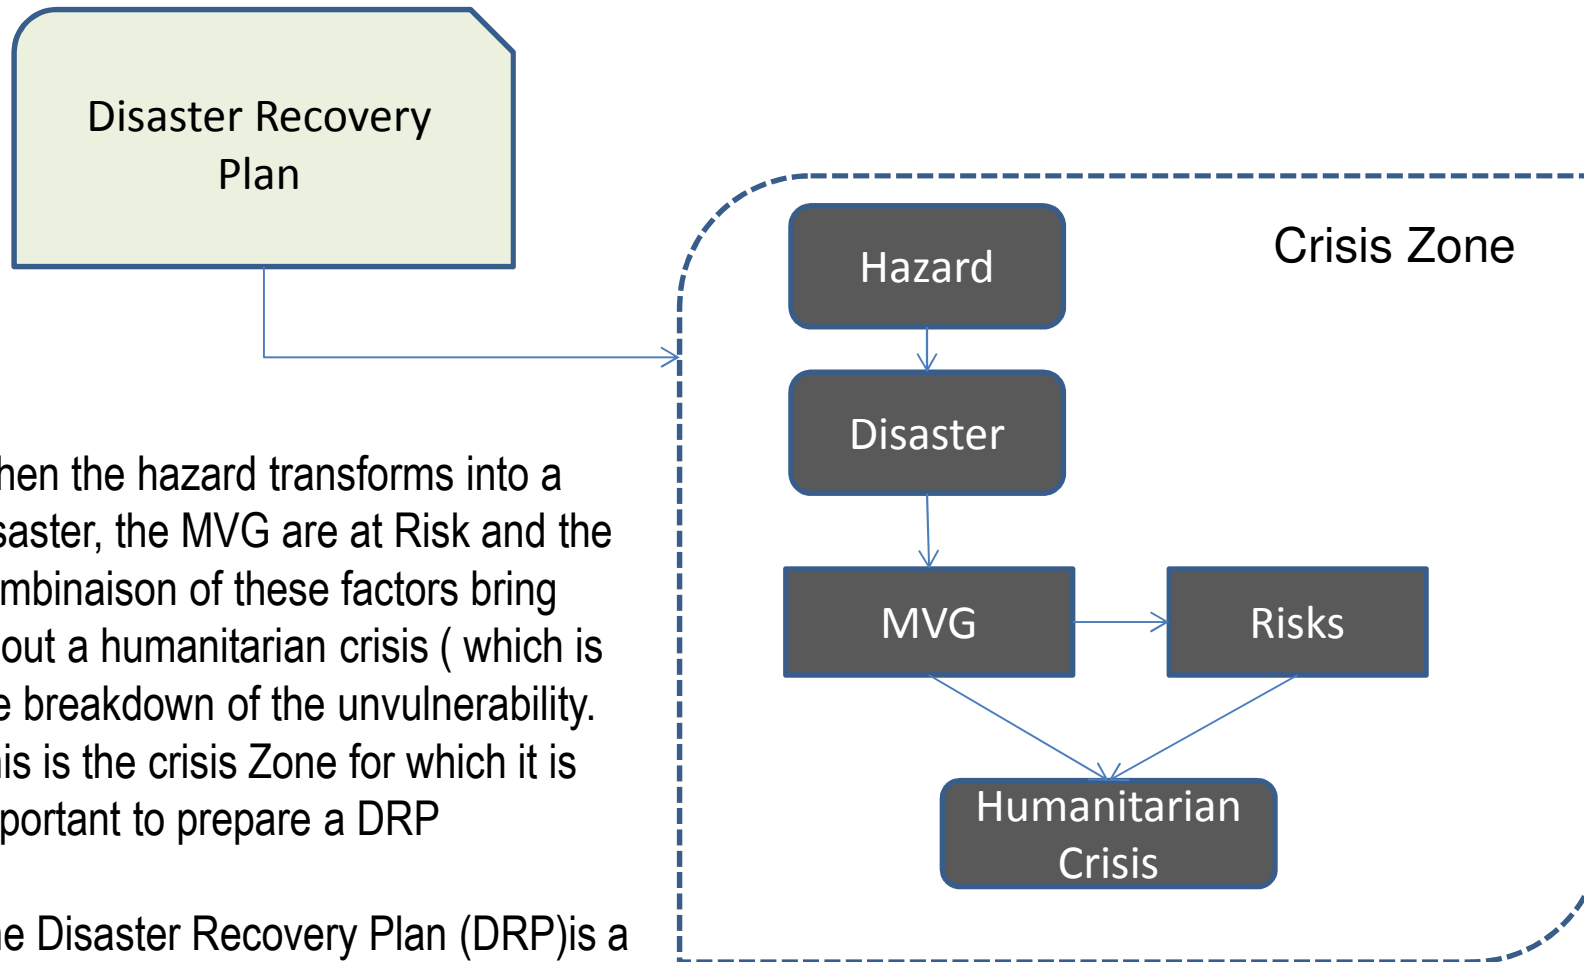 Disaster Recovery
Plan
Crisis Zone
Hazard
Disaster
MVG
Risks
Humanitarian
Crisis
hen the hazard transforms into a
saster, the MVG are at Risk and the
mbinaison of these factors bring
out a humanitarian crisis ( which is
e breakdown of the unvulnerability.
is is the crisis Zone for which it is
portant to prepare a DRP
he Disaster Recovery Plan (DRP)is a